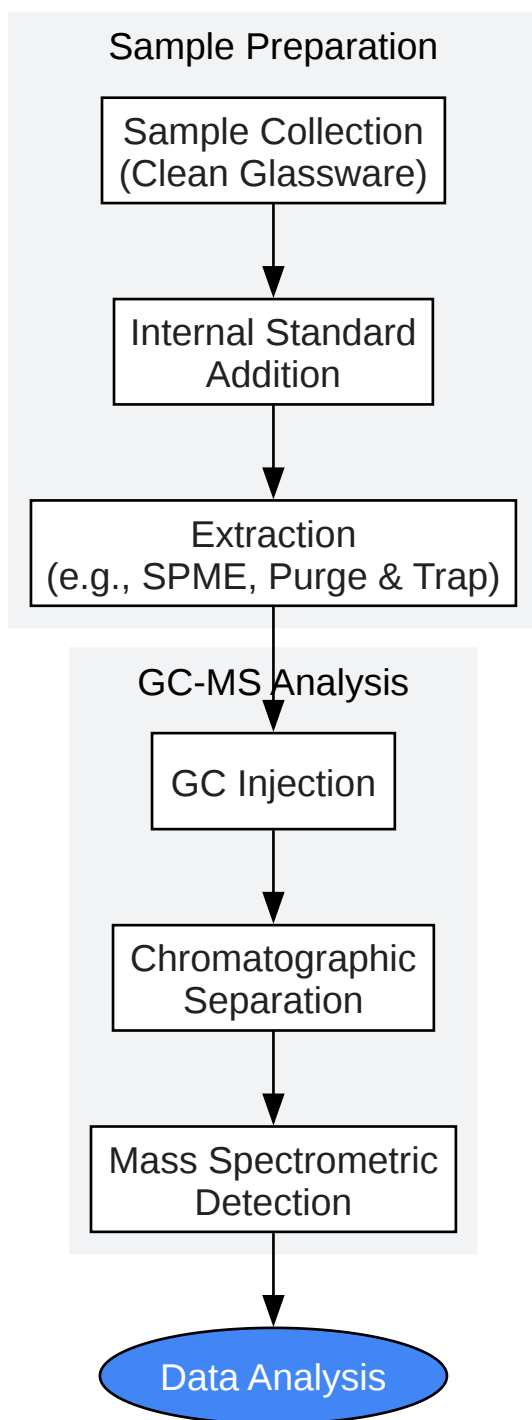 Sample Preparation
Sample Collection
(Clean Glassware)
Internal Standard
Addition
Extraction
(e.g., SPME, Purge & Trap)
GC-MS Analysis
GC Injection
Chromatographic
Separation
Mass Spectrometric
Detection
Data Analysis